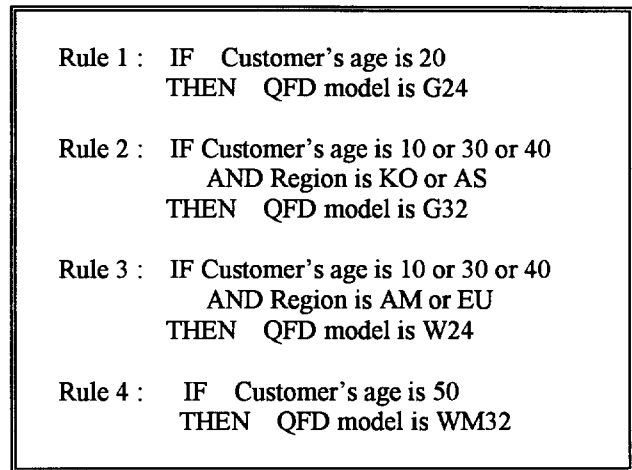 Rule 1 : IF Customer's age is 20
THEN QFD model is G24
Rule 2 : IF Customer's age is 10 or 30 or 40
AND Region is KO or AS
THEN QFD model is G32
Rule 3 : IF Customer's age is 10 or 30 or 40
AND Region is AM or EU
THEN QFD model is W24
Rule 4 : IF Customer's age is 50
THEN QFD model is WM32